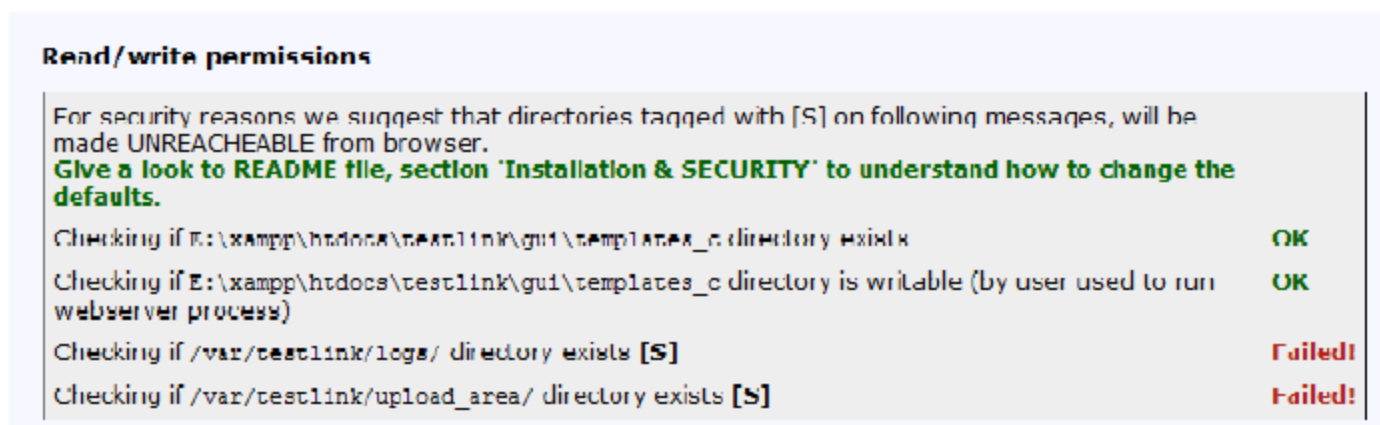 Read/write permissions
For security reasons we suggest that directories tagged with [S] on following messages, will be
made UNREACHEABLE from browser.
Give a look to README file, section 'Installation & SECURITY' to understand how to change the
defaults.
Checking if E:\xampp\htdocs\testlink\gui\templates_c directory exists OK
Checking if E:\xampp\htdocs\testlink\gui\templates_c directory is writable (by user used to run OK
webserver process)
Checking if /var/testlink/logs/ directory exists [S] Failed!
Checking if /var/testlink/upload_area/ directory exists [S] Failed!